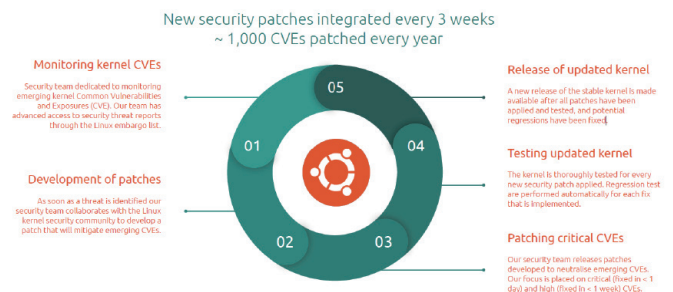 New security patches integrated every 3 weeks
~ 1,000 CVEs patched every year
Monitoring kernel CVEs
Security team dedicated to monitoring
emerging kernel Common Vulnerabilities
and Exposures (CVE). Our team has
advanced access to security threat reports
through the Linux embargo list.
Development of patches
As soon as a threat is identified our
security team collaborates with the Linux
kernel security community to develop a
patch that will mitigate emerging CVEs.
01
02
03
04
05
Release of updated kernel
A new release of the stable kernel is made
available after all patches have been
applied and tested, and potential
regressions have been fixed.
Testing updated kernel
The kernel is thoroughly tested for every
new security patch applied. Regression test
are performed automatically for each fix
that is implemented.
Patching critical CVEs
Our security team releases patches
developed to neutralise emerging CVEs.
Our focus is placed on critical (fixed in < 1
day) and high (fixed in < 1 week) CVEs.